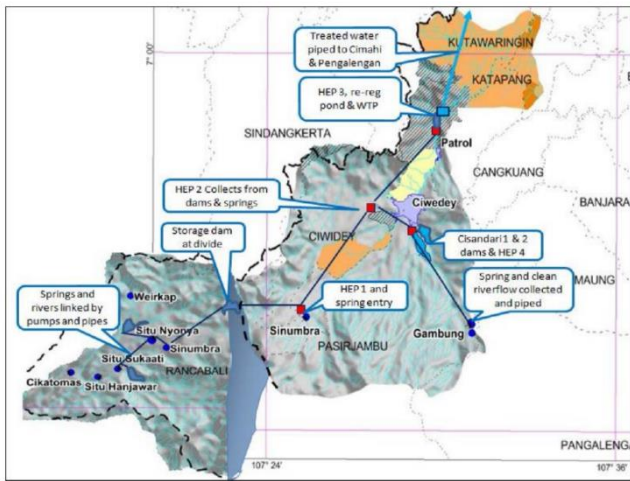 Treated water
piped to Cimahi
& Pengalengan
KUTAWARINGIN
KATAPANG
7° 00'
HEP 3, re-reg
pond & WTP
SINDANGKERTA
Patrol
CANGKUANG
HEP 2 Collects from
dams & springs
Ciwedey
BANJARA
Storage dam
at divide
CIWIDEY
Cisandari 1 & 2
dams & HEP 4
Springs and
rivers linked by
pumps and pipes
Weirkap
HEP 1 and
spring entry
Spring and clean
riverflow collected
and piped
MAUNG
Situ Nyonya
Sinumbra
Gambung
Situ Sukaati
Sinumbra
PASIRJAMBU
Cikatomas
Situ Hanjawar
RANCABALI
PANGALENGA
107° 24'
107° 36'